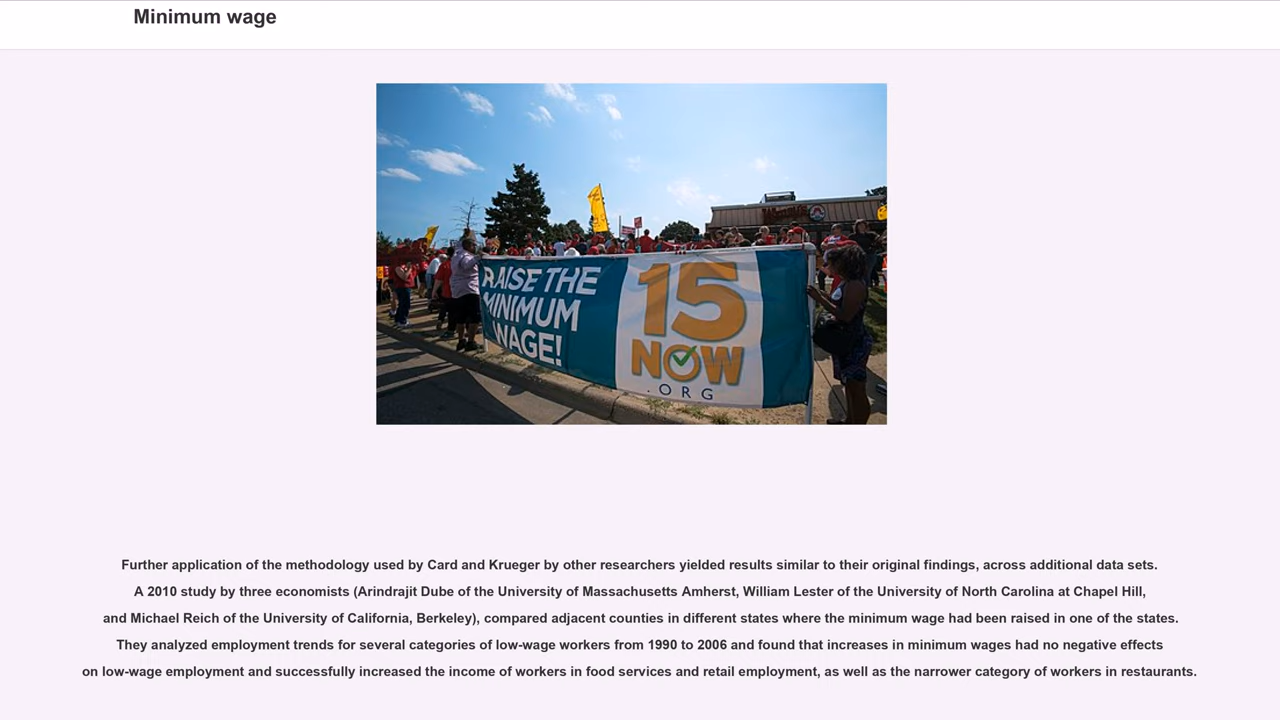 Minimum wage
RAISE THE
MINIMUM
WAGE!
15
NOW
.ORG
Further application of the methodology used by Card and Krueger by other researchers yielded results similar to their original findings, across additional data sets.
A 2010 study by three economists (Arindrajit Dube of the University of Massachusetts Amherst, William Lester of the University of North Carolina at Chapel Hill,
and Michael Reich of the University of California, Berkeley), compared adjacent counties in different states where the minimum wage had been raised in one of the states.
They analyzed employment trends for several categories of low-wage workers from 1990 to 2006 and found that increases in minimum wages had no negative effects
on low-wage employment and successfully increased the income of workers in food services and retail employment, as well as the narrower category of workers in restaurants.